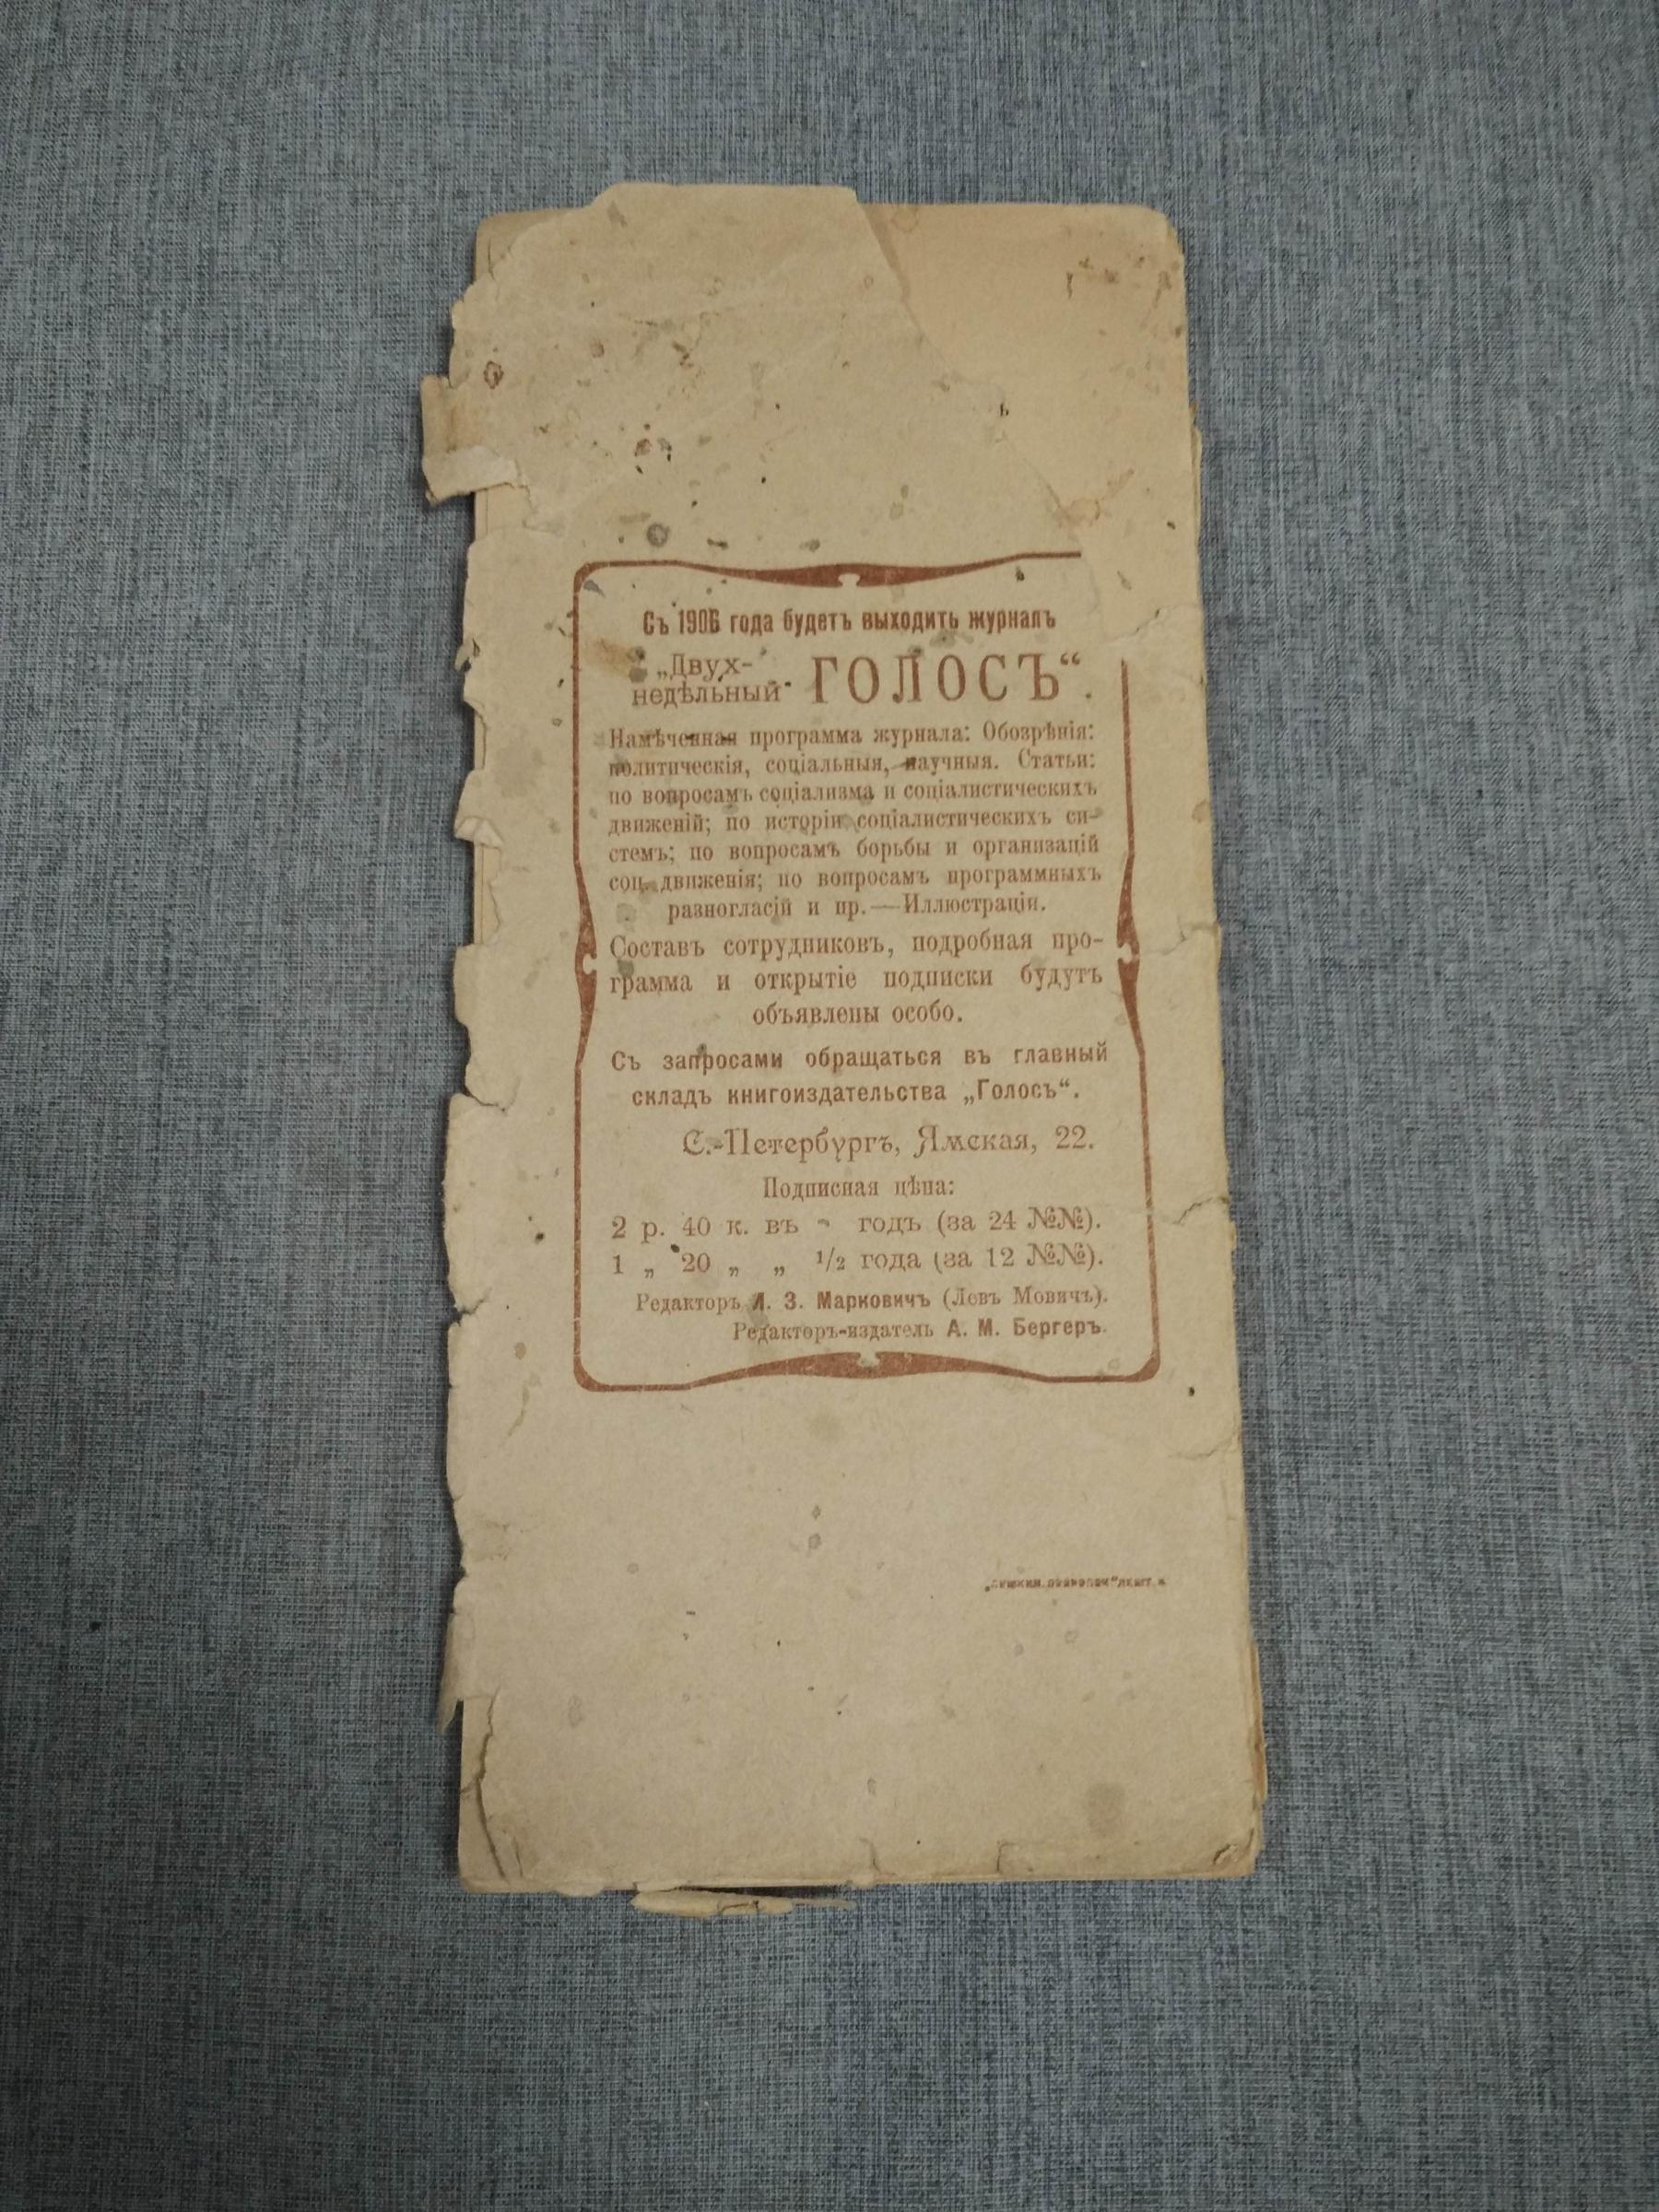 Съ 1906 года будетъ выходить журналъ
„Двух-
недѣльный ГОЛОСЪ“.
Намѣченная программа журнала: Обозрѣнія:
политическія, соціальныя, научныя. Статьи:
по вопросамъ соціализма и соціалистическихъ
движеній; по исторіи соціалистическихъ си-
стемъ; по вопросамъ борьбы и организацій
соц. движенія; по вопросамъ программныхъ
разногласій и пр.—Иллюстраціи.
Составъ сотрудниковъ, подробная про-
грамма и открытіе подписки будутъ
объявлены особо.
Съ запросами обращаться въ главный
складъ книгоиздательства „Голосъ“.
С.-Петербургъ, Ямская, 22.
Подписная цѣна:
2 р. 40 к. въ годъ (за 24 №№).
1 „ 20 „ „ 1/2 года (за 12 №№).
Редакторъ Л. З. Марковичъ (Левъ Мовичъ).
Редакторъ-издатель А. М. Бергеръ.